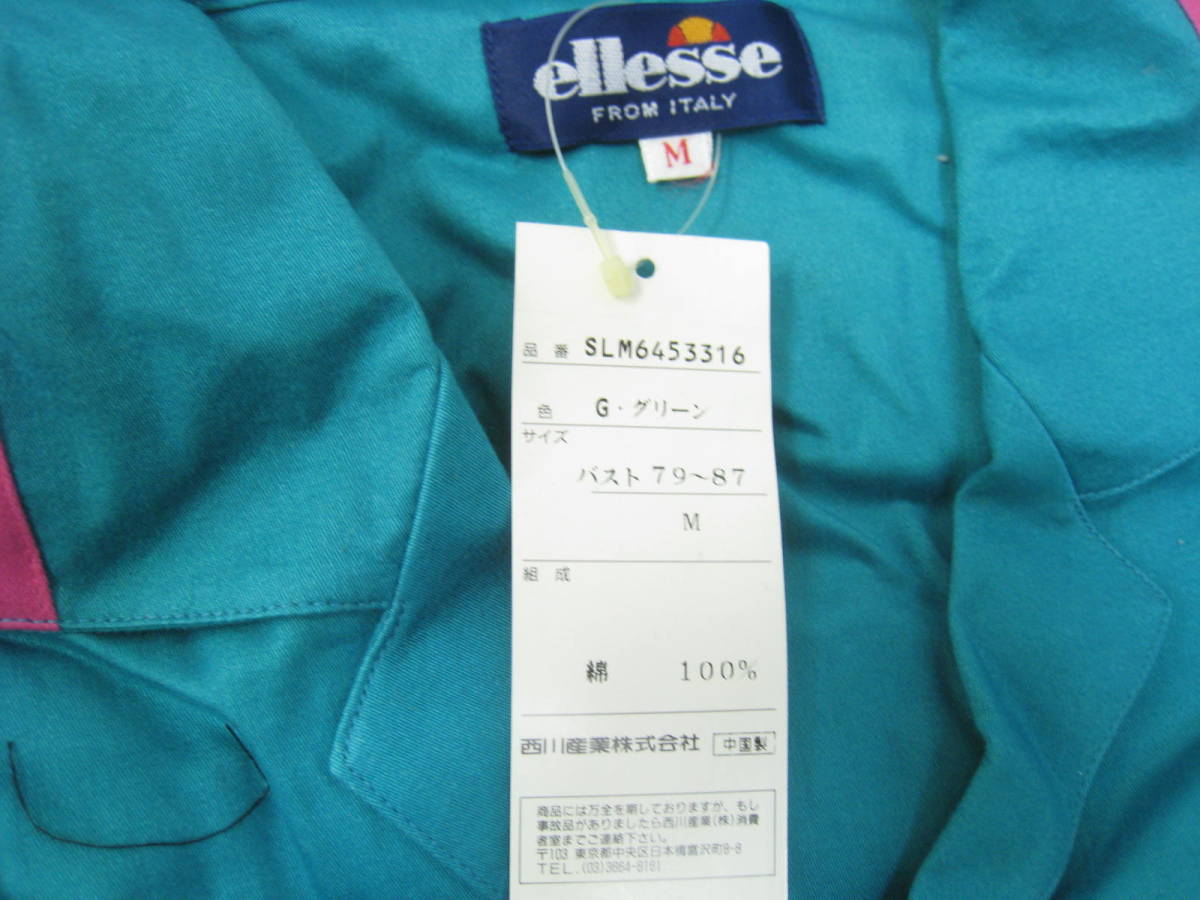 ellesse
FROM ITALY
M
品番 SLM6453316
色 G・グリーン
サイズ
バスト 79~87
M
組成
綿 100%
西川産業株式会社 中国製
商品には万全を期しておりますが、もし
事故品がありましたら西川産業(株)消費
者室までご連絡下さい。
〒103 東京都中央区日本橋富沢町8-8
TEL.(03)3664-8161